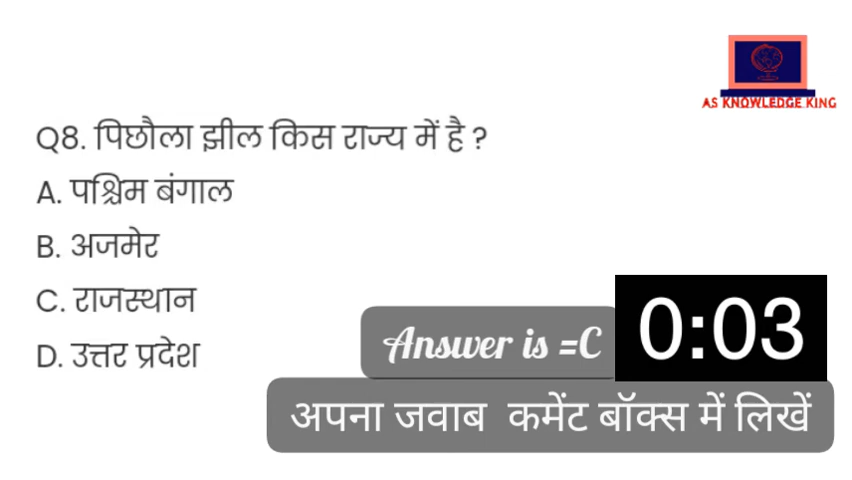 AS KNOWLEDGE KING
Q8. पिछौला झील किस राज्य में है ?
A. पश्चिम बंगाल
B. अजमेर
C. राजस्थान
D. उत्तर प्रदेश
Answer is =C
0:03
अपना जवाब कमेंट बॉक्स में लिखें